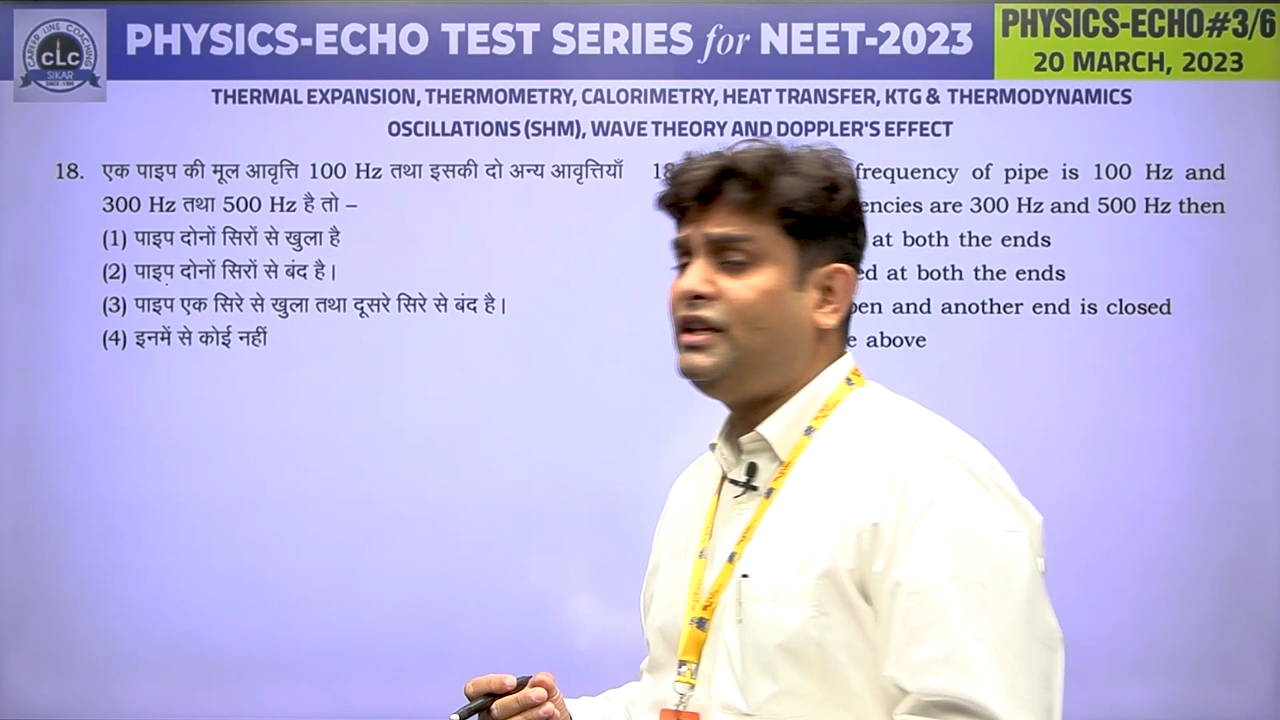 PHYSICS-ECHO TEST SERIES for NEET-2023
PHYSICS-ECHO#3/6
20 MARCH, 2023
CAREER LINE COACHING
CLC
SIKAR
THERMAL EXPANSION, THERMOMETRY, CALORIMETRY, HEAT TRANSFER, KTG & THERMODYNAMICS
OSCILLATIONS (SHM), WAVE THEORY AND DOPPLER'S EFFECT
18. एक पाइप की मूल आवृत्ति 100 Hz तथा इसकी दो अन्य आवृत्तियाँ
300 Hz तथा 500 Hz है तो –
(1) पाइप दोनों सिरों से खुला है
(2) पाइप दोनों सिरों से बंद है।
(3) पाइप एक सिरे से खुला तथा दूसरे सिरे से बंद है।
(4) इनमें से कोई नहीं
18 frequency of pipe is 100 Hz and
encies are 300 Hz and 500 Hz then
at both the ends
ed at both the ends
pen and another end is closed
e above